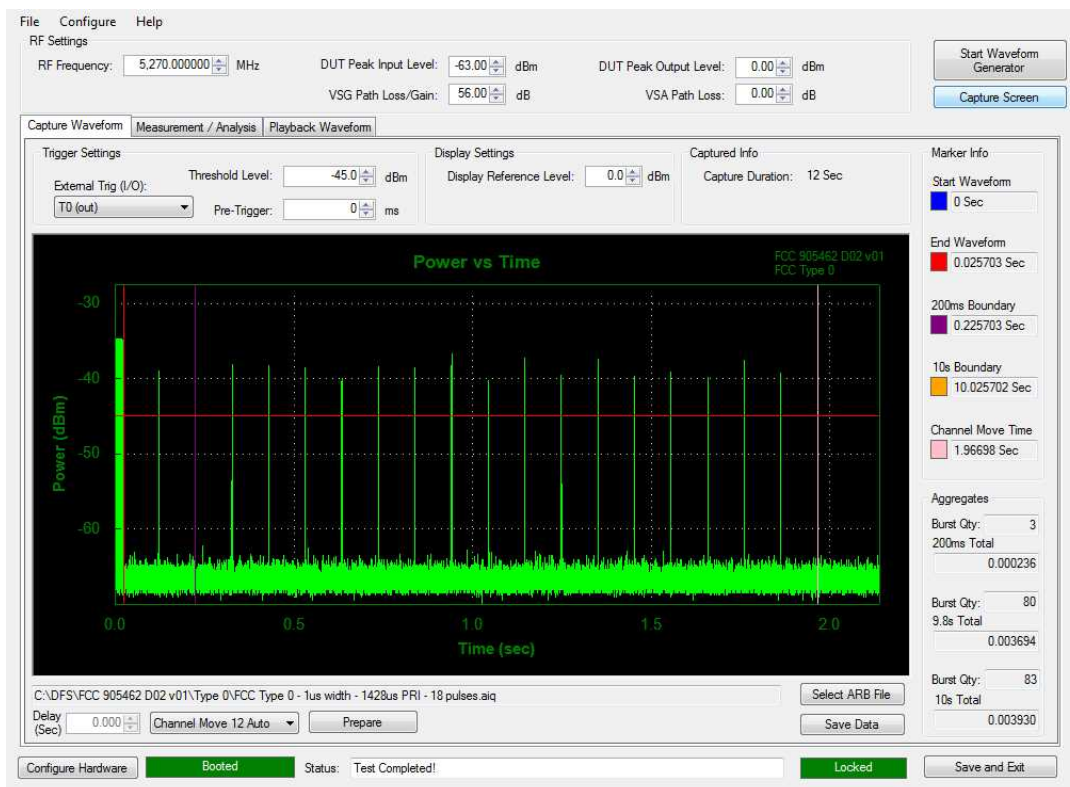 File Configure Help
RF Settings
RF Frequency: 5,270.000000 MHz
DUT Peak Input Level: -63.00 dBm
DUT Peak Output Level: 0.00 dBm
VSG Path Loss/Gain: 56.00 dB
VSA Path Loss: 0.00 dB
Start Waveform
Generator
Capture Screen
Capture Waveform Measurement / Analysis Playback Waveform
Trigger Settings
External Trig (I/O):
T0 (out)
Threshold Level: -45.0 dBm
Pre-Trigger: 0 ms
Display Settings
Display Reference Level: 0.0 dBm
Captured Info
Capture Duration: 12 Sec
Power vs Time
FCC 905462 D02 v01
FCC Type 0
Power (dBm)
-30
-40
-50
-60
0.0 0.5 1.0 1.5 2.0
Time (sec)
Marker Info
Start Waveform
0 Sec
End Waveform
0.025703 Sec
200ms Boundary
0.225703 Sec
10s Boundary
10.025702 Sec
Channel Move Time
1.96698 Sec
Aggregates
Burst Qty: 3
200ms Total
0.000236
Burst Qty: 80
9.8s Total
0.003694
Burst Qty: 83
10s Total
0.003930
C:\DFS\FCC 905462 D02 v01\Type 0\FCC Type 0 - 1us width - 1428us PRI - 18 pulses.aiq
Select ARB File
Delay
(Sec)
0.000
Channel Move 12 Auto
Prepare
Save Data
Configure Hardware
Booted
Status: Test Completed!
Locked
Save and Exit